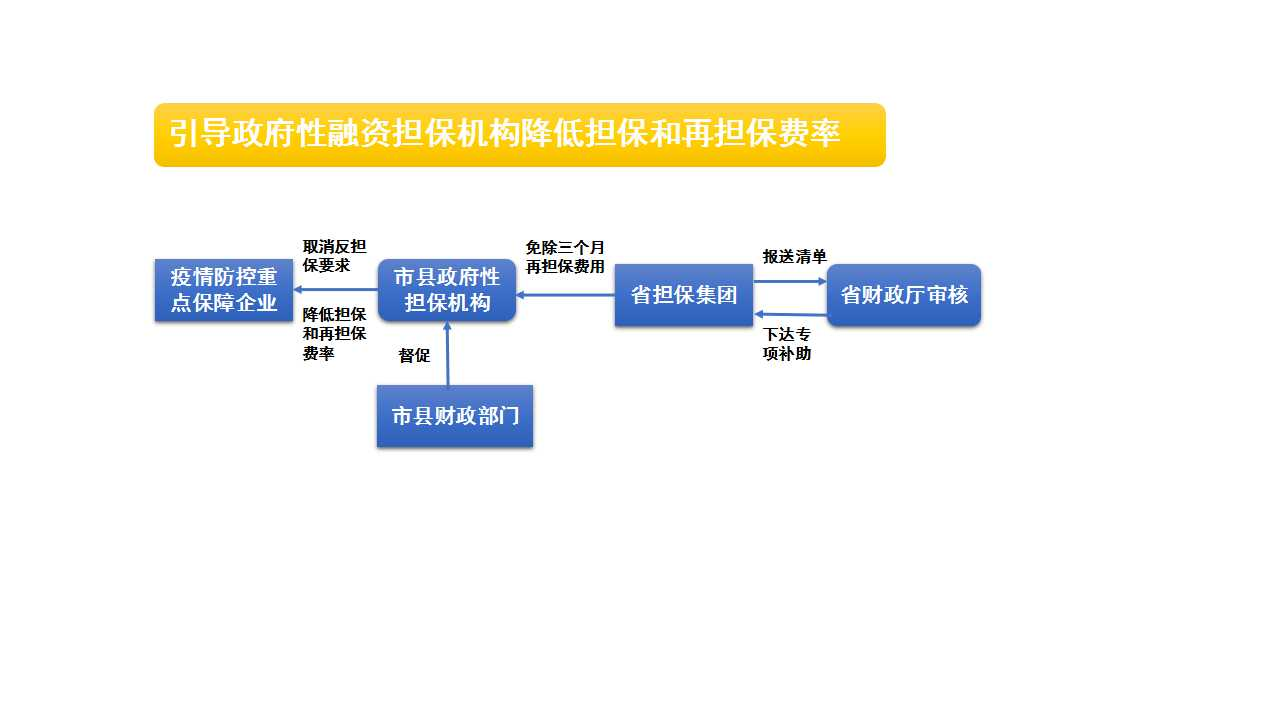 引导政府性融资担保机构降低担保和再担保费率
取消反担
保要求
免除三个月
再担保费用
报送清单
疫情防控重
点保障企业
市县政府性
担保机构
省担保集团
省财政厅审核
降低担保
和再担保
费率
督促
下达专
项补助
市县财政部门